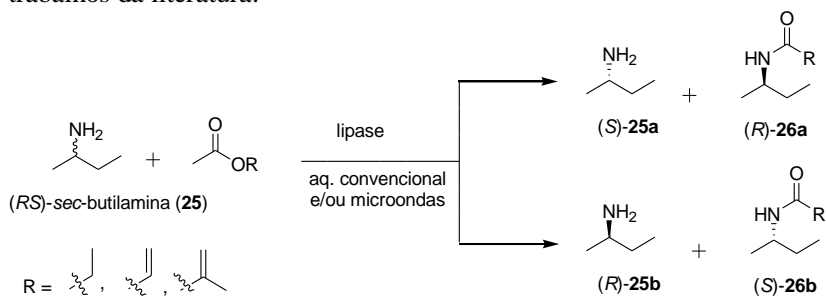 trabalhos da literatura.
NH2
(RS)-sec-butilamina (25)
+
O
OR
R = , ,
lipase
aq. convencional
e/ou microondas
NH2
(S)-25a
+
O
HN R
(R)-26a
NH2
(R)-25b
+
O
HN R
(S)-26b